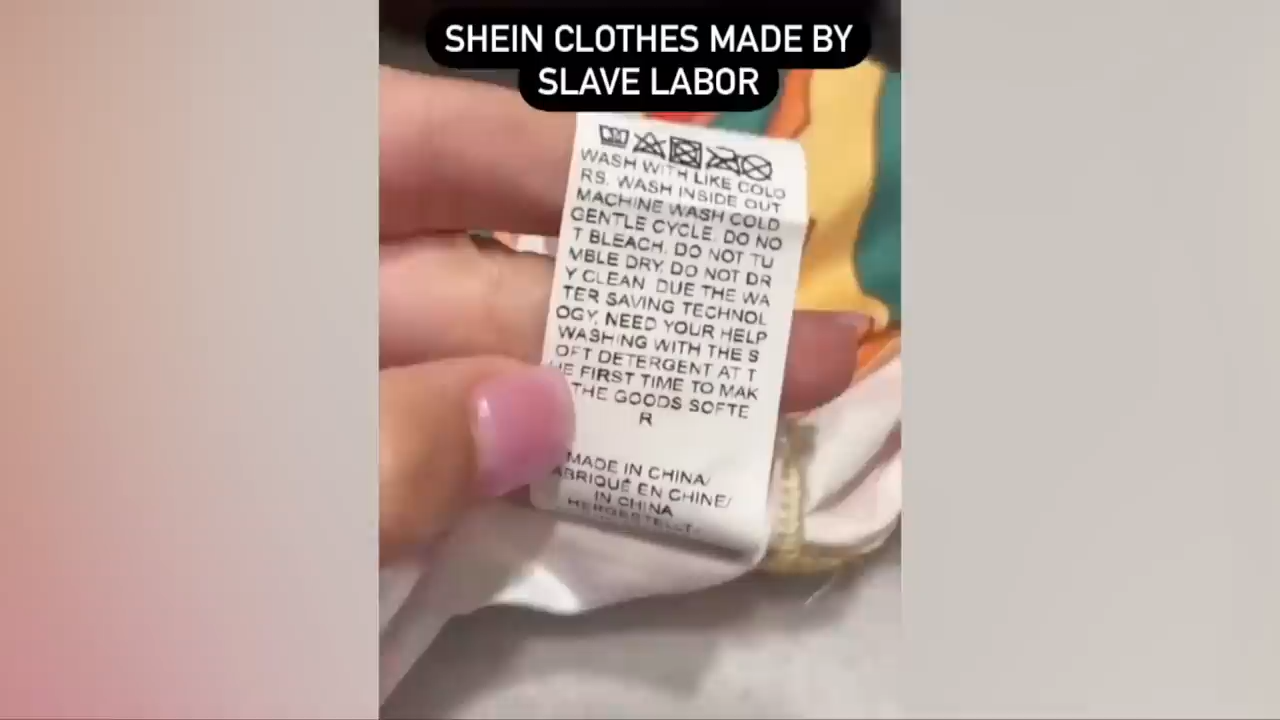 SHEIN CLOTHES MADE BY
SLAVE LABOR
WASH WITH LIKE COLO
RS. WASH INSIDE OUT
MACHINE WASH COLD
GENTLE CYCLE. DO NO
T BLEACH. DO NOT TU
MBLE DRY. DO NOT DR
Y CLEAN DUE THE WA
TER SAVING TECHNOL
OGY, NEED YOUR HELP
WASHING WITH THE S
OFT DETERGENT AT T
HE FIRST TIME TO MAK
THE GOODS SOFTE
R
MADE IN CHINA/
ABRIQUÉ EN CHINE/
IN CHINA
HERGESTELLT